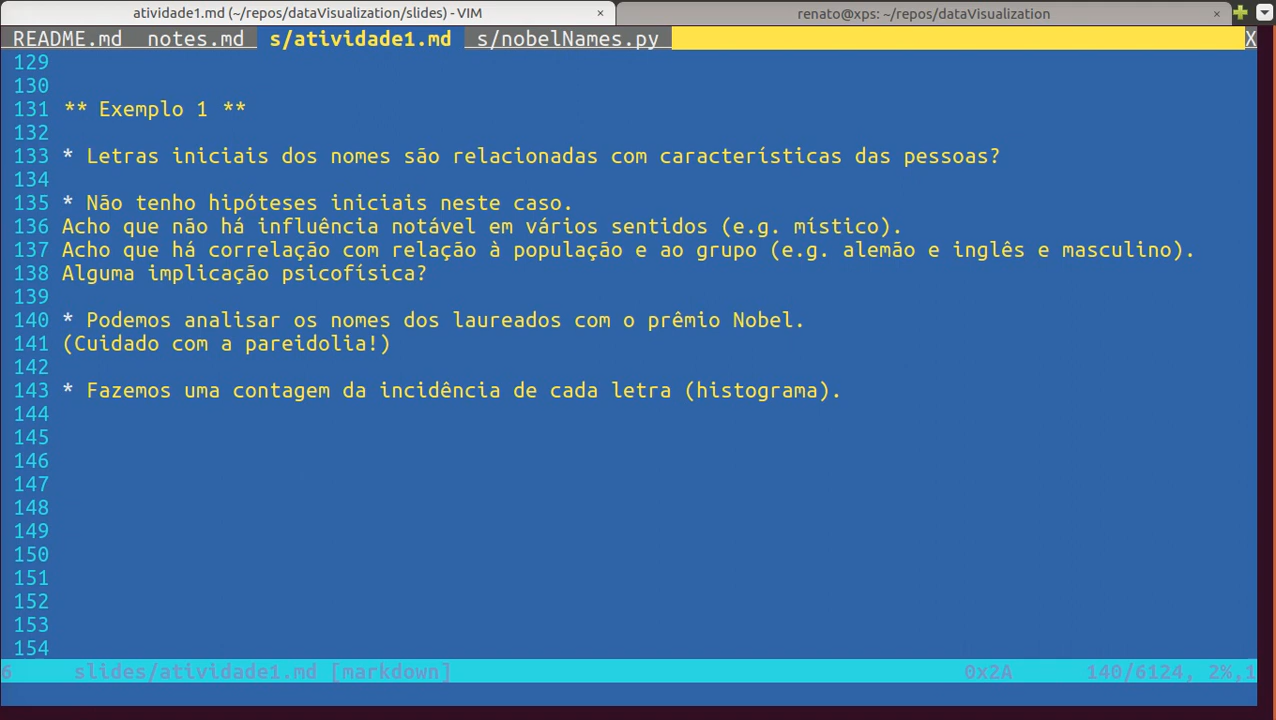 atividade1.md (~/repos/dataVisualization/slides) - VIM × renato@xps: ~/repos/dataVisualization ×
README.md notes.md s/atividade1.md s/nobelNames.py X
129
130
131 ** Exemplo 1 **
132
133 * Letras iniciais dos nomes são relacionadas com características das pessoas?
134
135 * Não tenho hipóteses iniciais neste caso.
136 Acho que não há influência notável em vários sentidos (e.g. místico).
137 Acho que há correlação com relação à população e ao grupo (e.g. alemão e inglês e masculino).
138 Alguma implicação psicofísica?
139
140 * Podemos analisar os nomes dos laureados com o prêmio Nobel.
141 (Cuidado com a pareidolia!)
142
143 * Fazemos uma contagem da incidência de cada letra (histograma).
144
145
146
147
148
149
150
151
152
153
154
6 slides/atividade1.md [markdown] 0x2A 140/6124, 2%,1